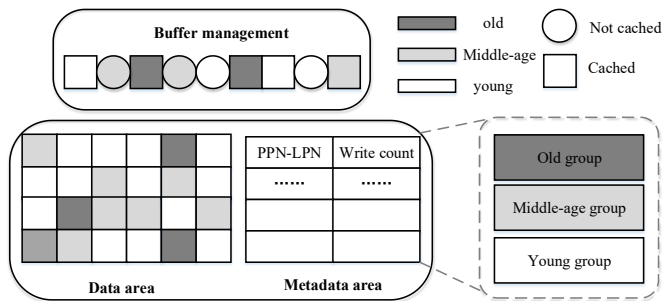 Buffer management
old
Middle-age
young
Not cached
Cached
PPN-LPN
Write count
......
......
Data area
Metadata area
Old group
Middle-age group
Young group